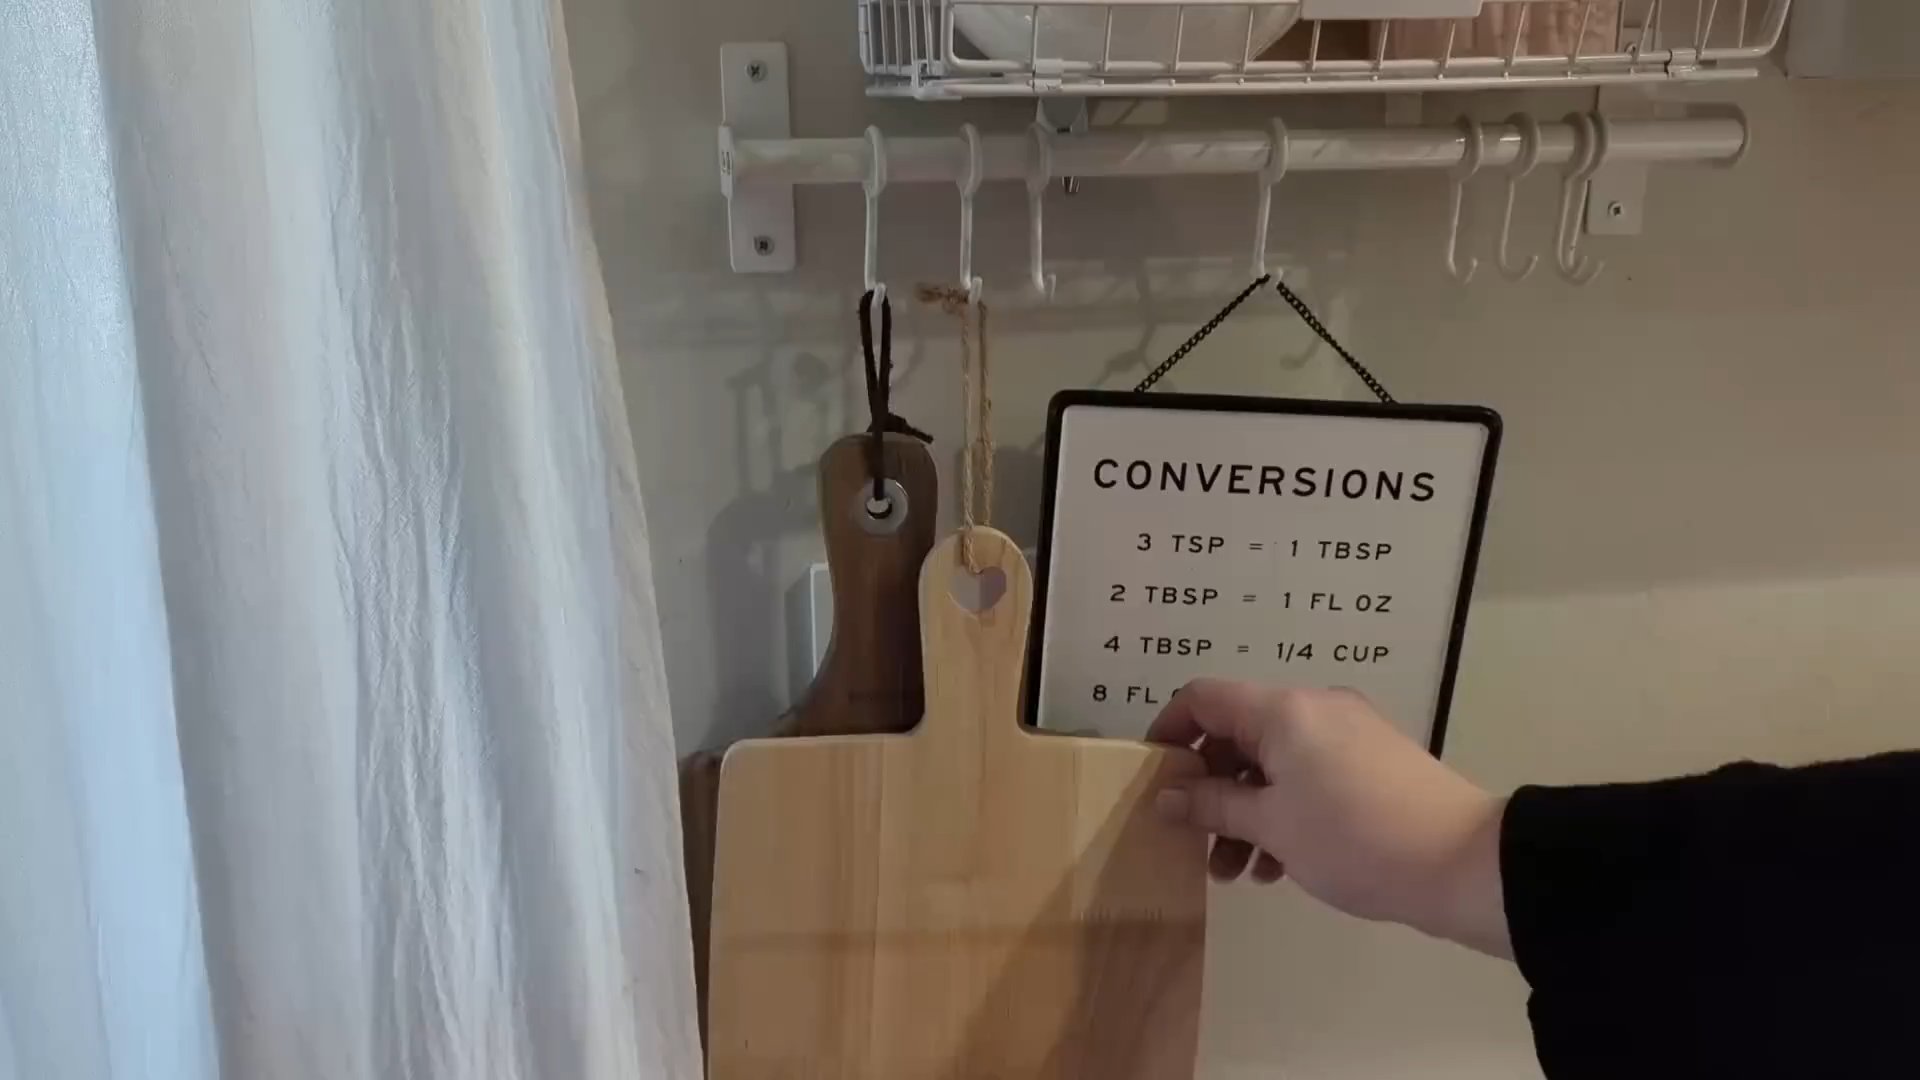 CONVERSIONS
3 TSP = 1 TBSP
2 TBSP = 1 FL OZ
4 TBSP = 1/4 CUP
8 FL